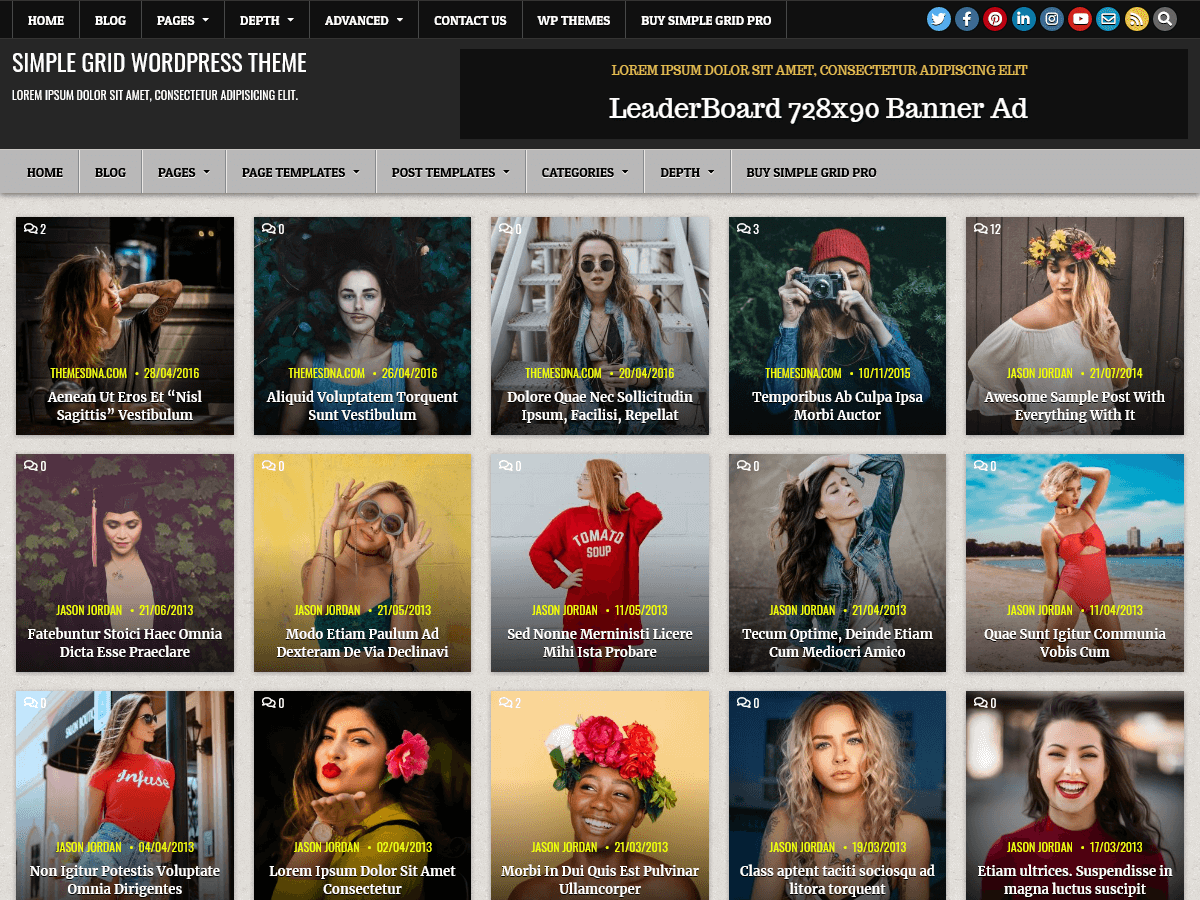 HOME BLOG PAGES DEPTH ADVANCED CONTACT US WP THEMES BUY SIMPLE GRID PRO
SIMPLE GRID WORDPRESS THEME
LOREM IPSUM DOLOR SIT AMET, CONSECTETUR ADIPISICING ELIT.
LOREM IPSUM DOLOR SIT AMET, CONSECTETUR ADIPISCING ELIT
LeaderBoard 728x90 Banner Ad
HOME BLOG PAGES PAGE TEMPLATES POST TEMPLATES CATEGORIES DEPTH BUY SIMPLE GRID PRO
2
THEMESDNA.COM • 28/04/2016
Aenean Ut Eros Et “Nisl
Sagittis” Vestibulum
0
THEMESDNA.COM • 26/04/2016
Aliquid Voluptatem Torquent
Sunt Vestibulum
0
THEMESDNA.COM • 20/04/2016
Dolore Quae Nec Sollicitudin
Ipsum, Facilisi, Repellat
3
THEMESDNA.COM • 10/11/2015
Temporibus Ab Culpa Ipsa
Morbi Auctor
12
JASON JORDAN • 21/07/2014
Awesome Sample Post With
Everything With It
0
JASON JORDAN • 21/06/2013
Fatebuntur Stoici Haec Omnia
Dicta Esse Praeclare
0
JASON JORDAN • 21/05/2013
Modo Etiam Paulum Ad
Dexteram De Via Declinavi
0
TOMATO
SOUP
JASON JORDAN • 11/05/2013
Sed Nonne Merninisti Licere
Mihi Ista Probare
0
JASON JORDAN • 21/04/2013
Tecum Optime, Deinde Etiam
Cum Mediocri Amico
0
JASON JORDAN • 11/04/2013
Quae Sunt Igitur Communia
Vobis Cum
0
Infuse
JASON JORDAN • 04/04/2013
Non Igitur Potestis Voluptate
Omnia Dirigentes
0
JASON JORDAN • 02/04/2013
Lorem Ipsum Dolor Sit Amet
Consectetur
2
JASON JORDAN • 21/03/2013
Morbi In Dui Quis Est Pulvinar
Ullamcorper
0
JASON JORDAN • 19/03/2013
Class aptent taciti sociosqu ad
litora torquent
0
JASON JORDAN • 17/03/2013
Etiam ultrices. Suspendisse in
magna luctus suscipit